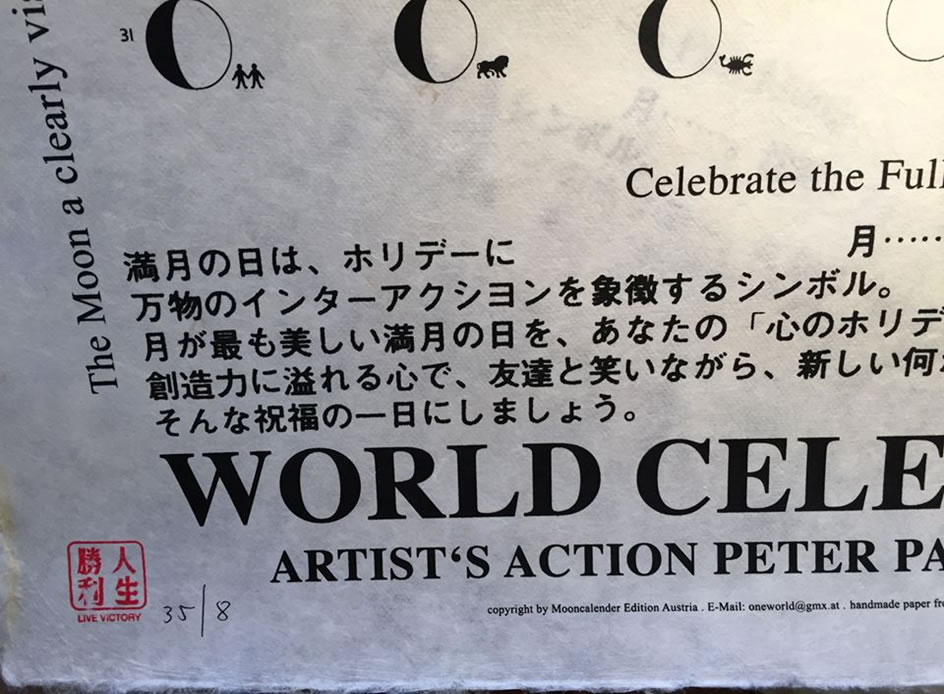 31
The Moon a clearly vi
Celebrate the Full
満月の日は、ホリデーに
月……
万物のインターアクシヨンを象徴するシンボル。
月が最も美しい満月の日を、あなたの「心のホリデ
創造力に溢れる心で、友達と笑いながら、新しい何
そんな祝福の一日にしましょう。
WORLD CELE
ARTIST‘S ACTION PETER PA
copyright by Mooncalender Edition Austria . E-Mail: oneworld@gmx.at . handmade paper fr
人生
勝利
LIVE VICTORY
35/8